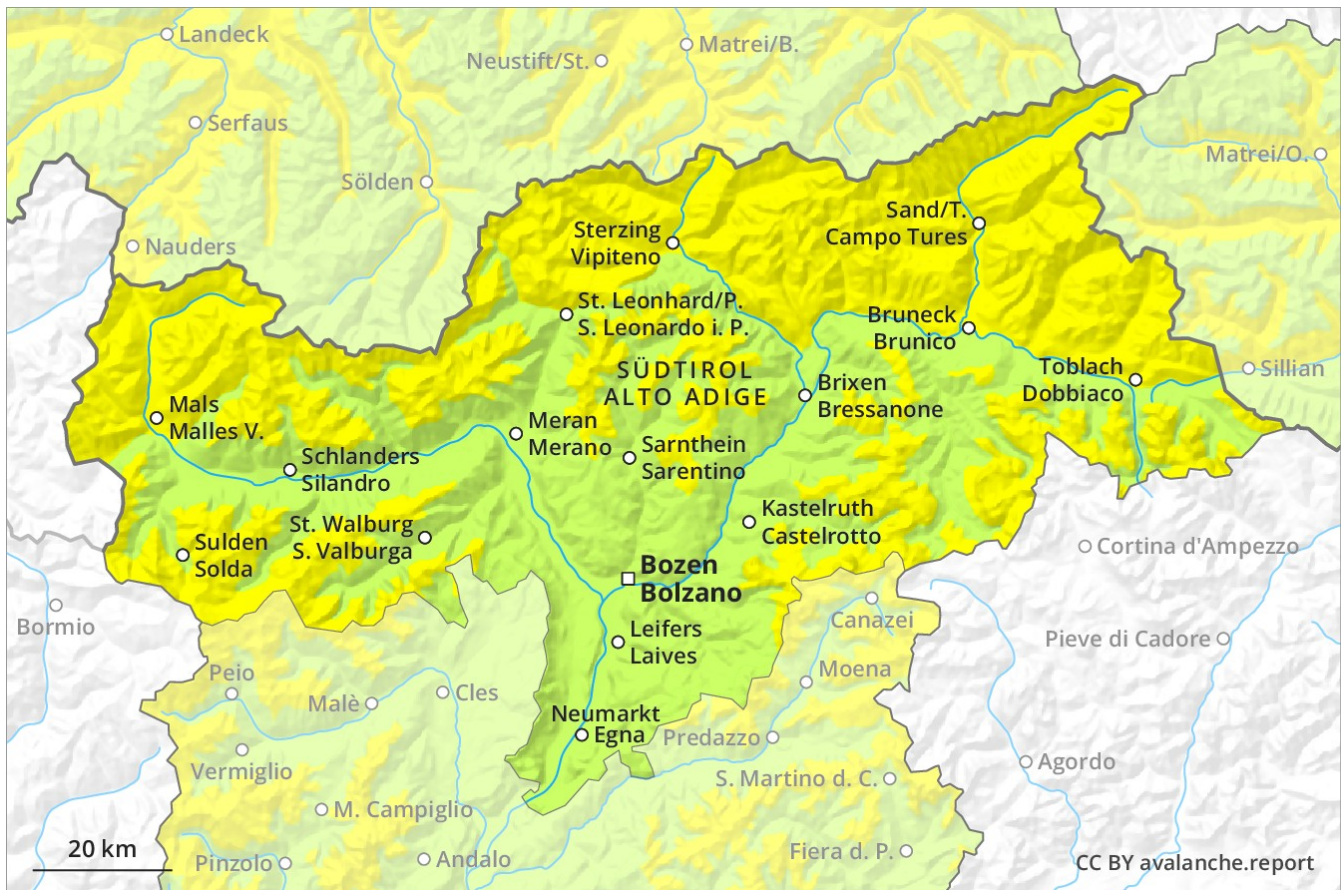 Landeck
Matrei/B.
Neustift/St.
Serfaus
Matrei/O.
Sölden
Sand/T.
Campo Tures
Sterzing
Vipiteno
Nauders
St. Leonhard/P.
S. Leonardo i. P.
Bruneck
Brunico
SÜDTIROL
ALTO ADIGE
Toblach
Dobbiaco
Sillian
Brixen
Bressanone
Mals
Malles V.
Meran
Merano
Sarnthein
Sarentino
Schlanders
Silandro
Kastelruth
Castelrotto
St. Walburg
S. Valburga
Sulden
Solda
Cortina d'Ampezzo
Bozen
Bolzano
Bormio
Canazei
Leifers
Laives
Pieve di Cadore
Peio
Moena
Malè
Cles
Neumarkt
Egna
Predazzo
Vermiglio
Agordo
S. Martino d. C.
M. Campiglio
20 km
Pinzolo
Andalo
Fiera d. P.
CC BY avalanche.report